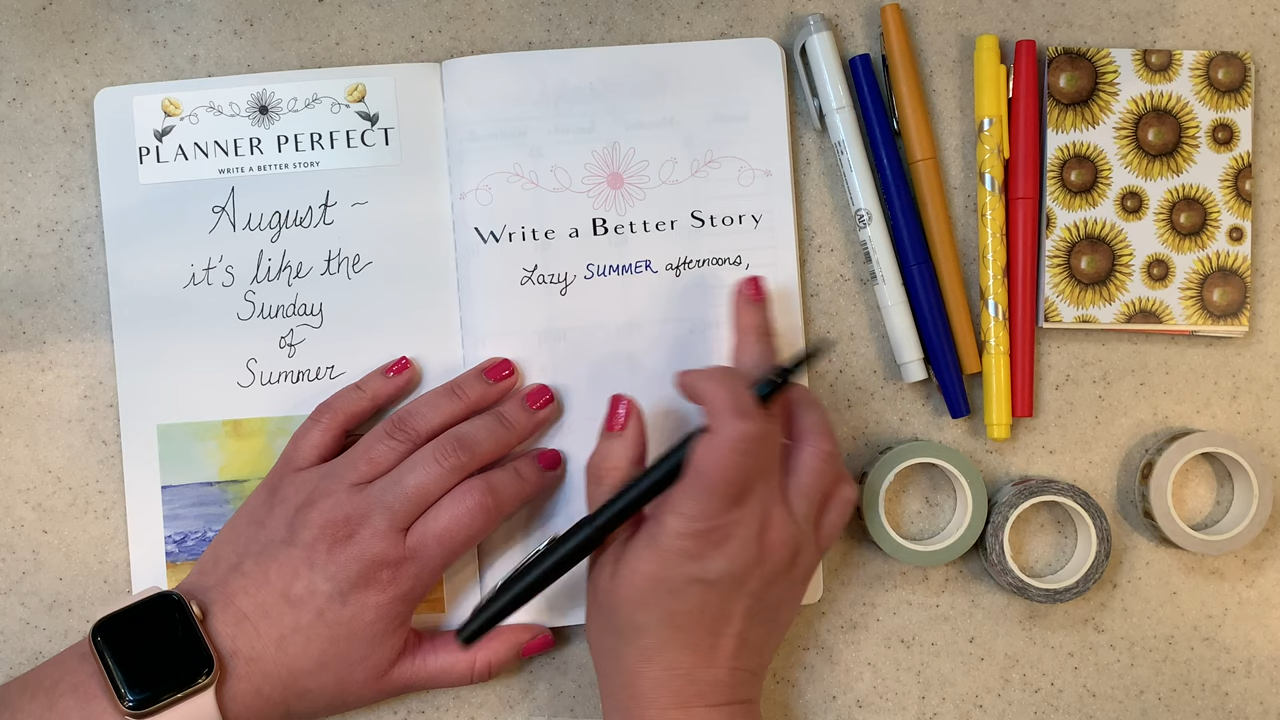 PLANNER PERFECT
WRITE A BETTER STORY
August ~
it's like the
Sunday
of
Summer
Write a Better Story
Lazy SUMMER afternoons,